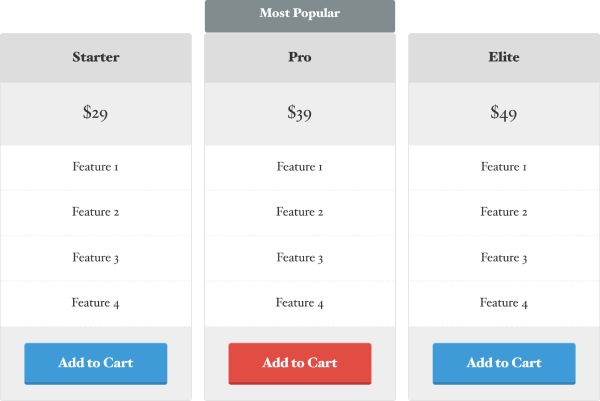 Most Popular
Starter
$29
Feature 1
Feature 2
Feature 3
Feature 4
Add to Cart
Pro
$39
Feature 1
Feature 2
Feature 3
Feature 4
Add to Cart
Elite
$49
Feature 1
Feature 2
Feature 3
Feature 4
Add to Cart